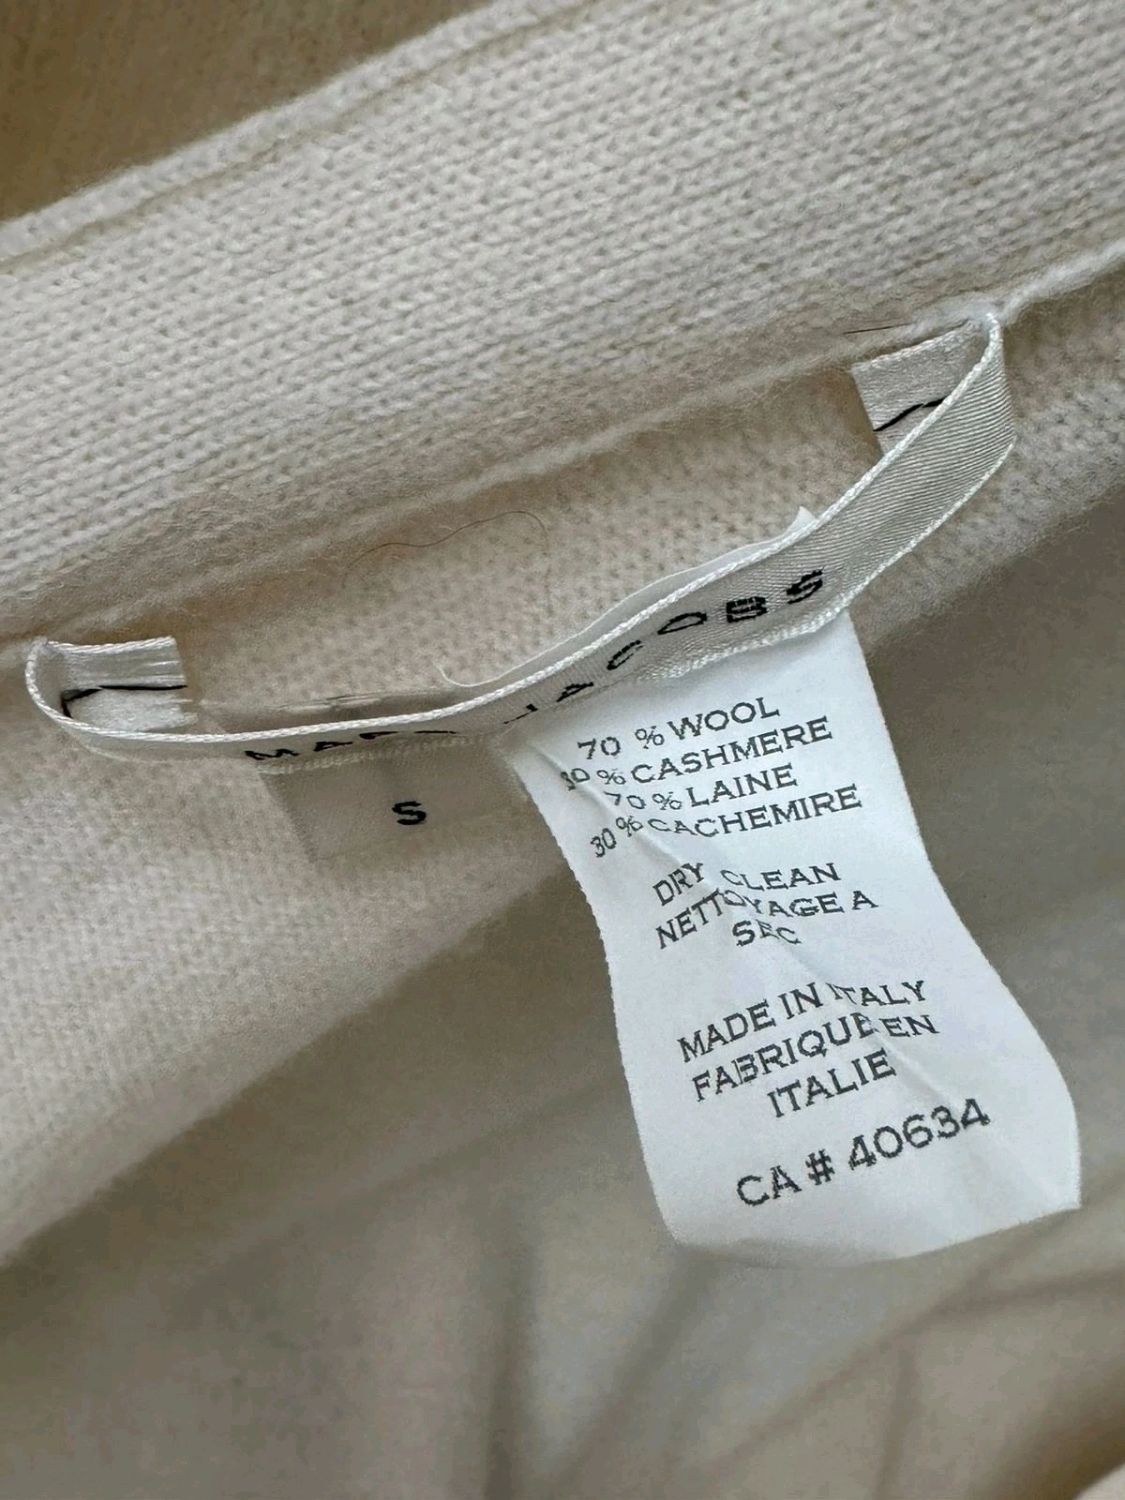 MARC JACOBS
S
70 % WOOL
30 % CASHMERE
70 % LAINE
30 % CACHEMIRE
DRY CLEAN
NETTOYAGE A
SEC
MADE IN ITALY
FABRIQUE EN
ITALIE
CA # 40634